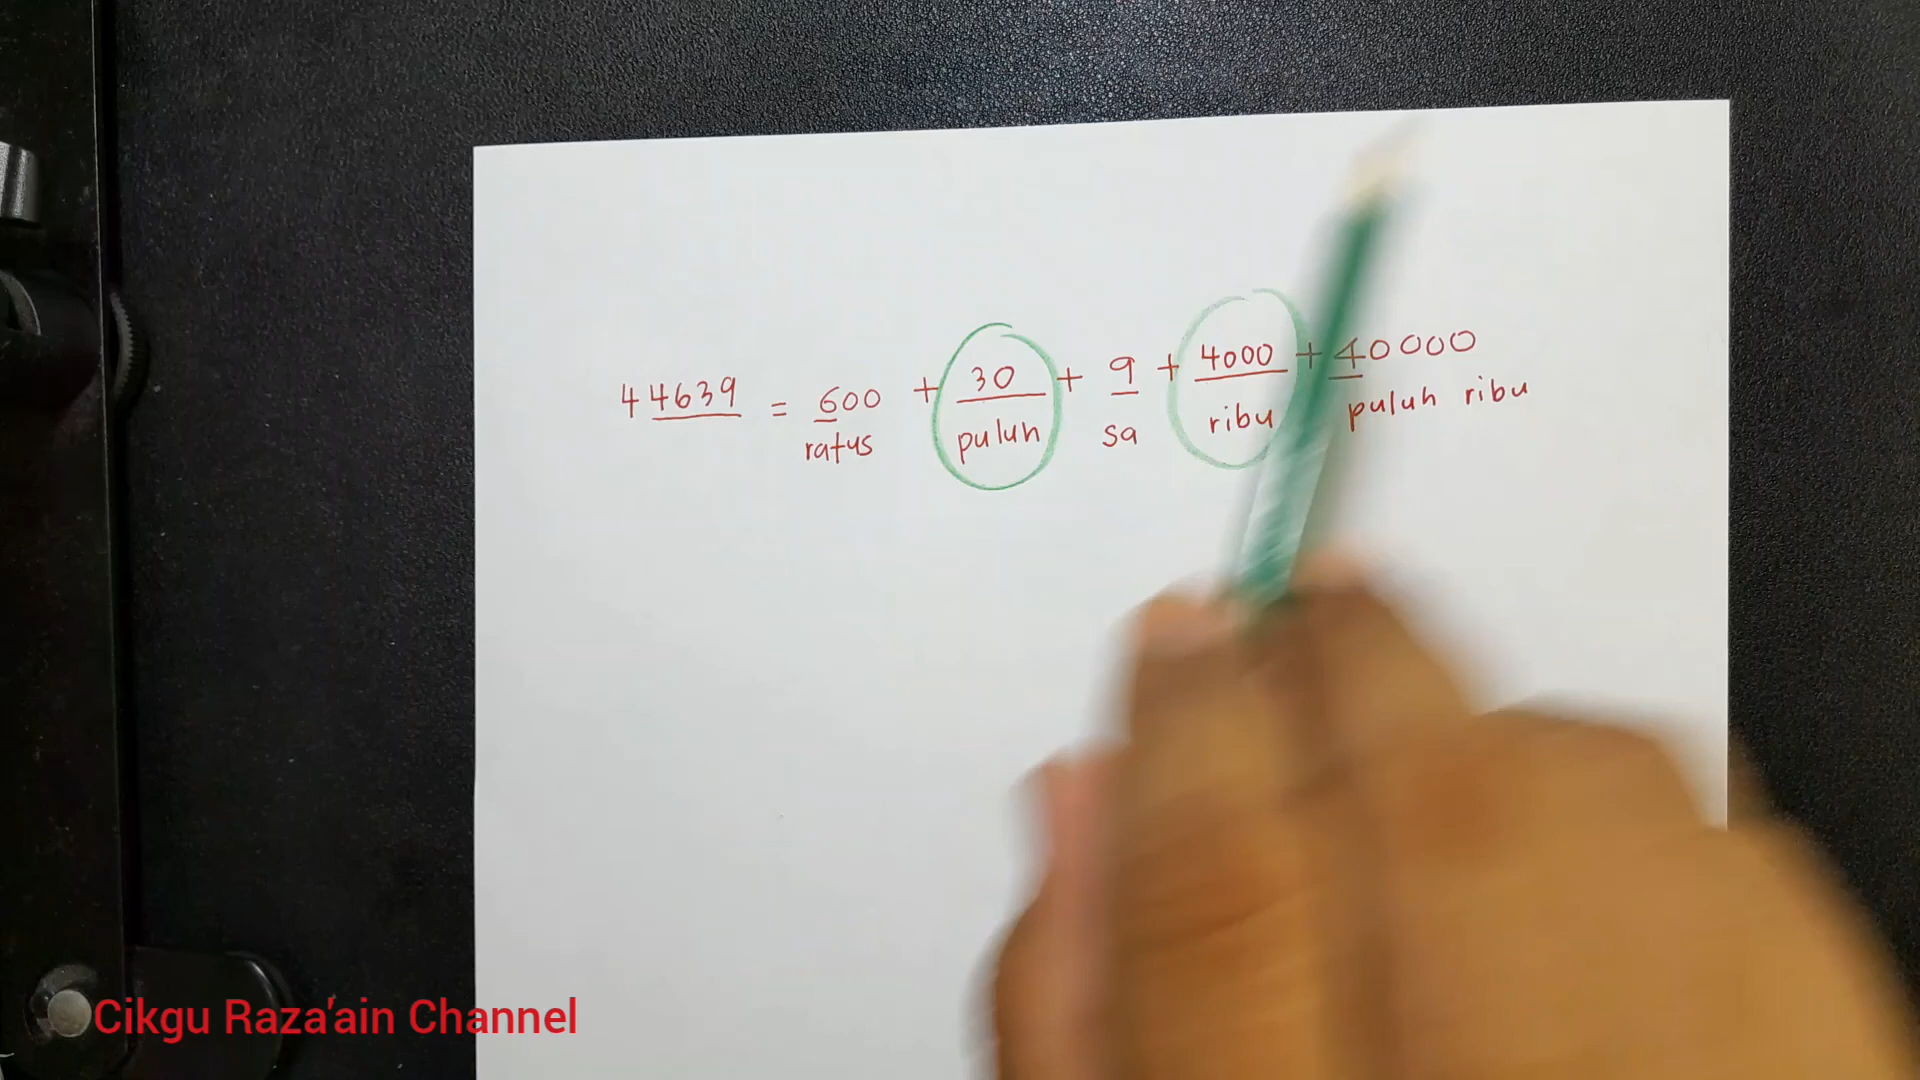 44639 = 600 + 30 + 9 + 4000 + 40000
ratus puluh sa ribu puluh ribu
Cikgu Raza'ain Channel